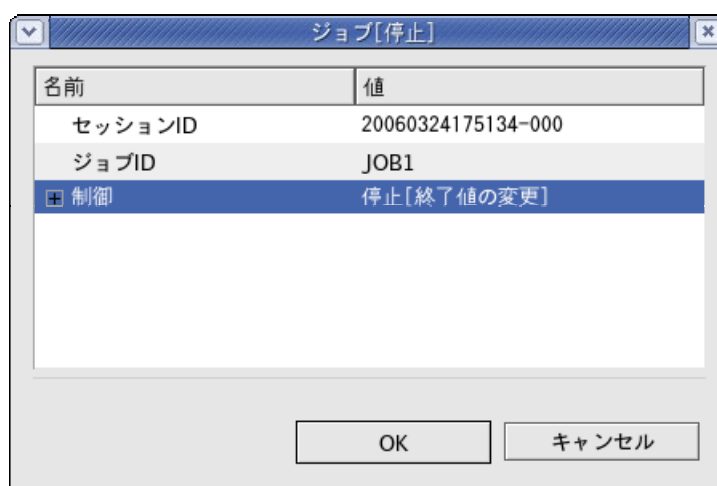 ジョブ[停止]
名前 値
セッションID 20060324175134-000
ジョブID JOB1
制御 停止[終了値の変更]
OK キャンセル